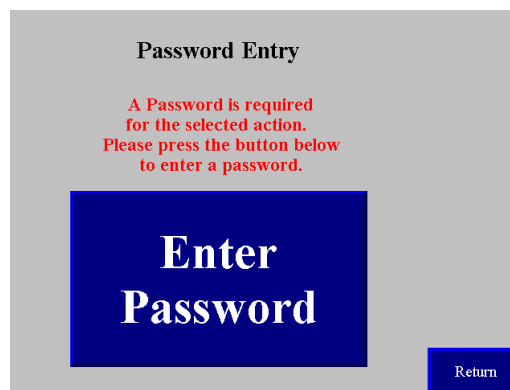 Password Entry
A Password is required
for the selected action.
Please press the button below
to enter a password.
Enter
Password
Return